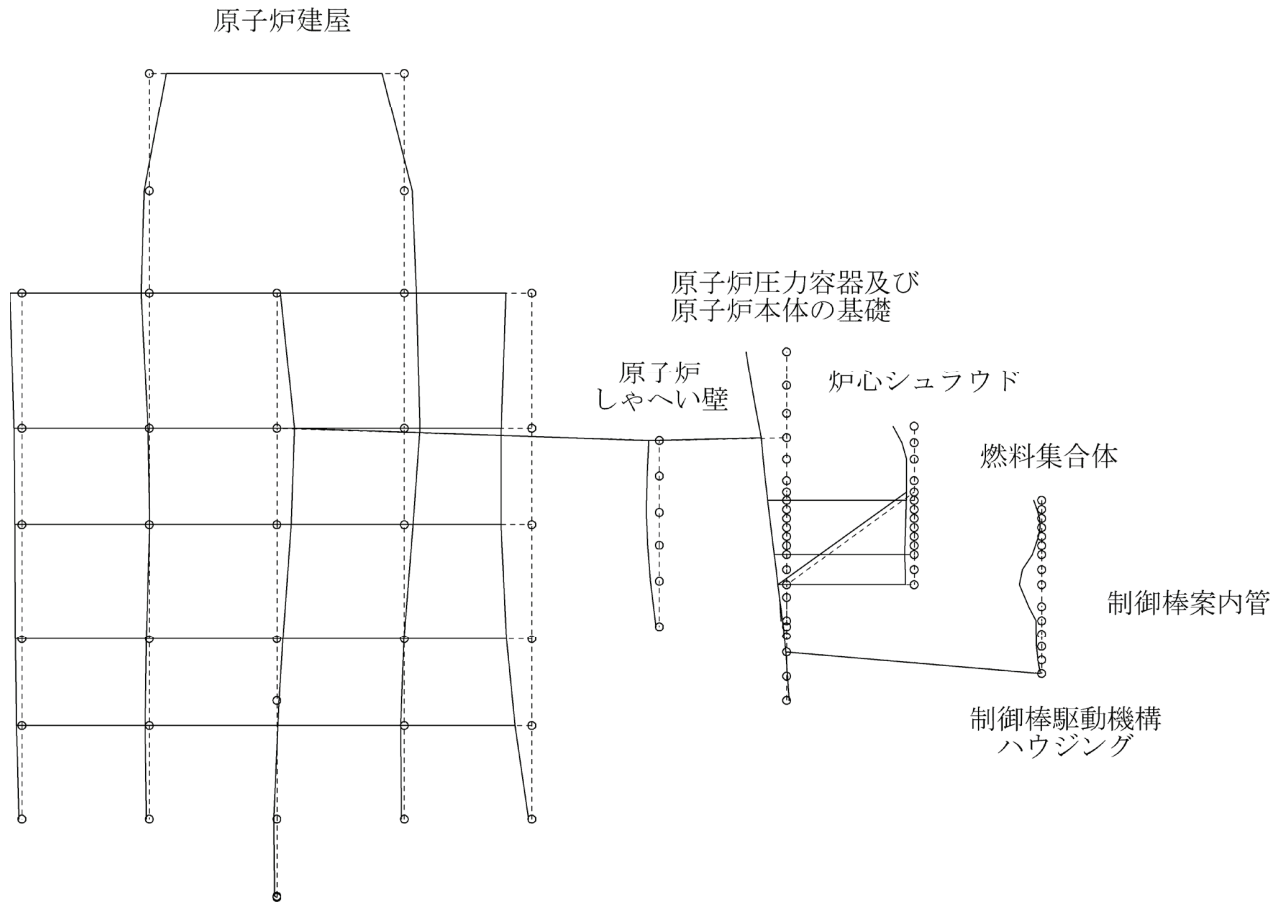 原子炉建屋
原子炉圧力容器及び
原子炉本体の基礎
原子炉
しゃへい壁
炉心シュラウド
燃料集合体
制御棒案内管
制御棒駆動機構
ハウジング